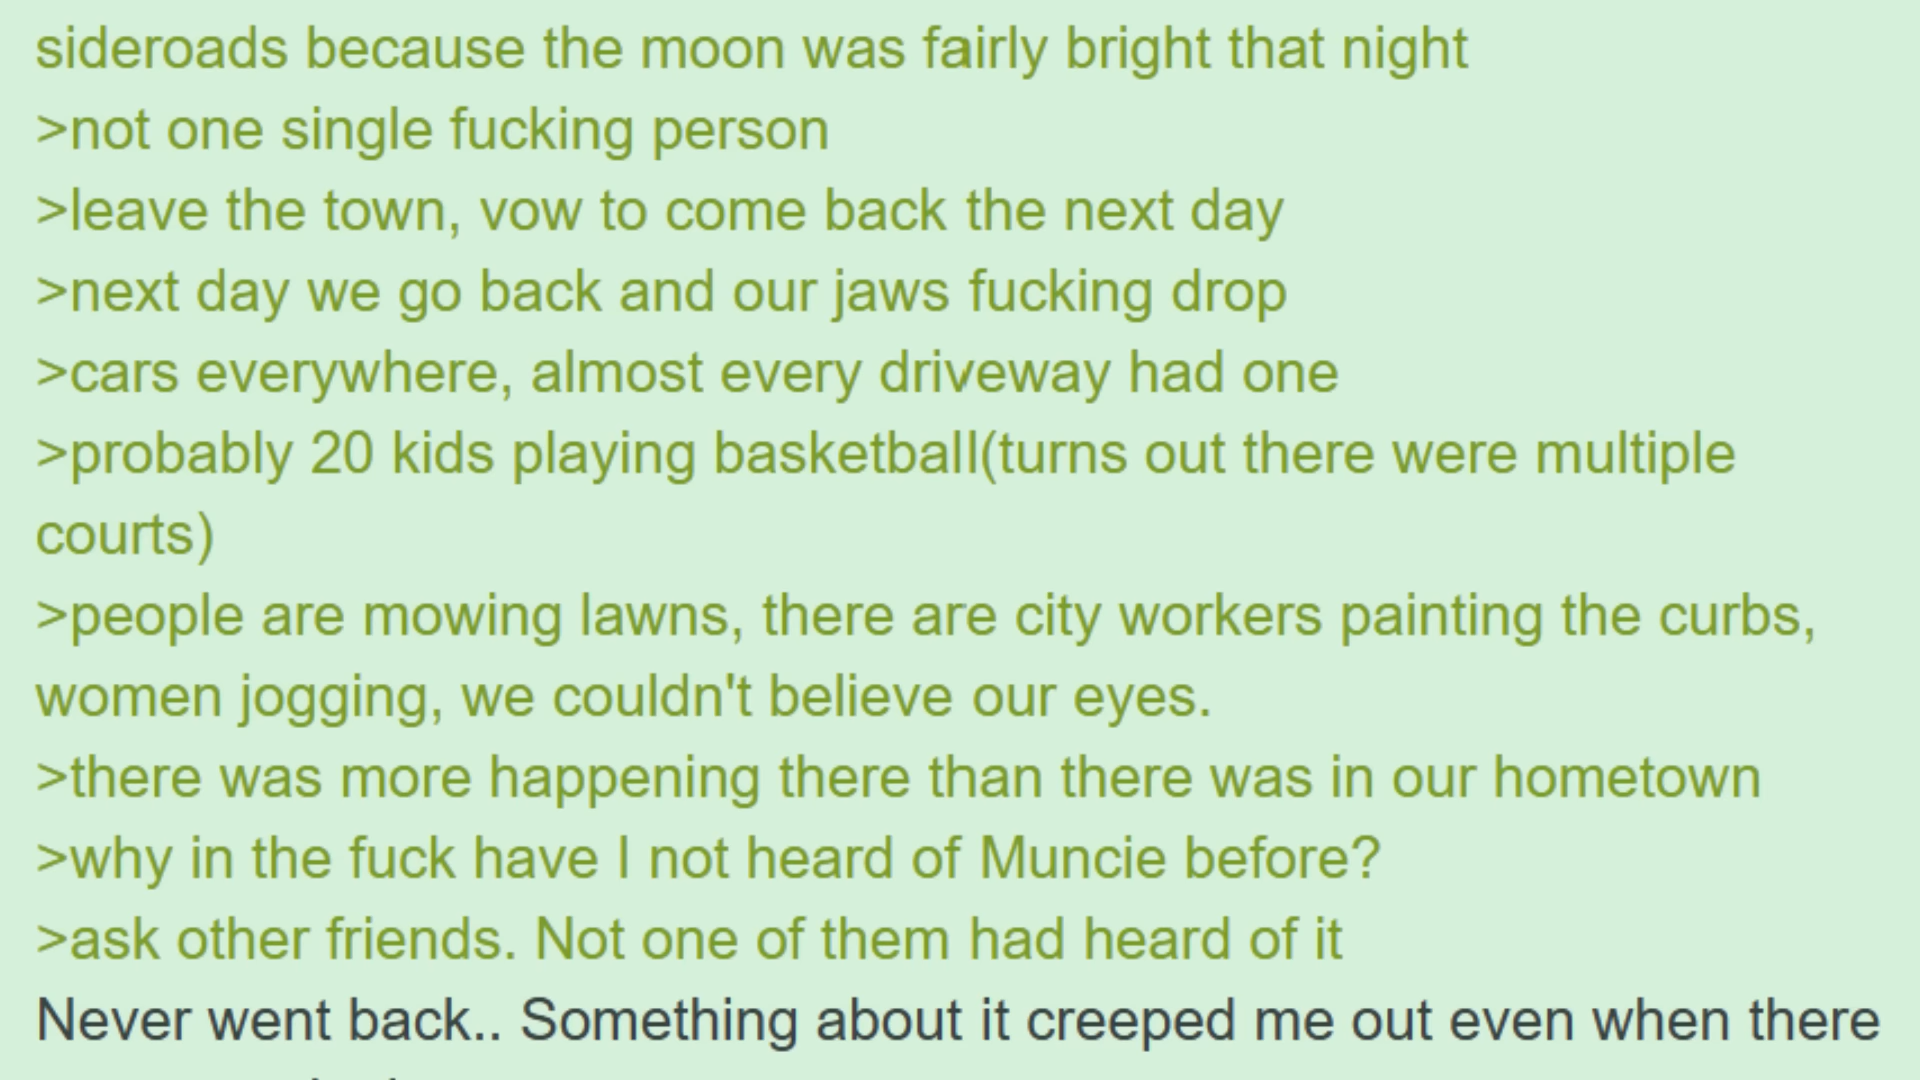 sideroads because the moon was fairly bright that night
>not one single fucking person
>leave the town, vow to come back the next day
>next day we go back and our jaws fucking drop
>cars everywhere, almost every driveway had one
>probably 20 kids playing basketball(turns out there were multiple
courts)
>people are mowing lawns, there are city workers painting the curbs,
women jogging, we couldn't believe our eyes.
>there was more happening there than there was in our hometown
>why in the fuck have I not heard of Muncie before?
>ask other friends. Not one of them had heard of it
Never went back.. Something about it creeped me out even when there